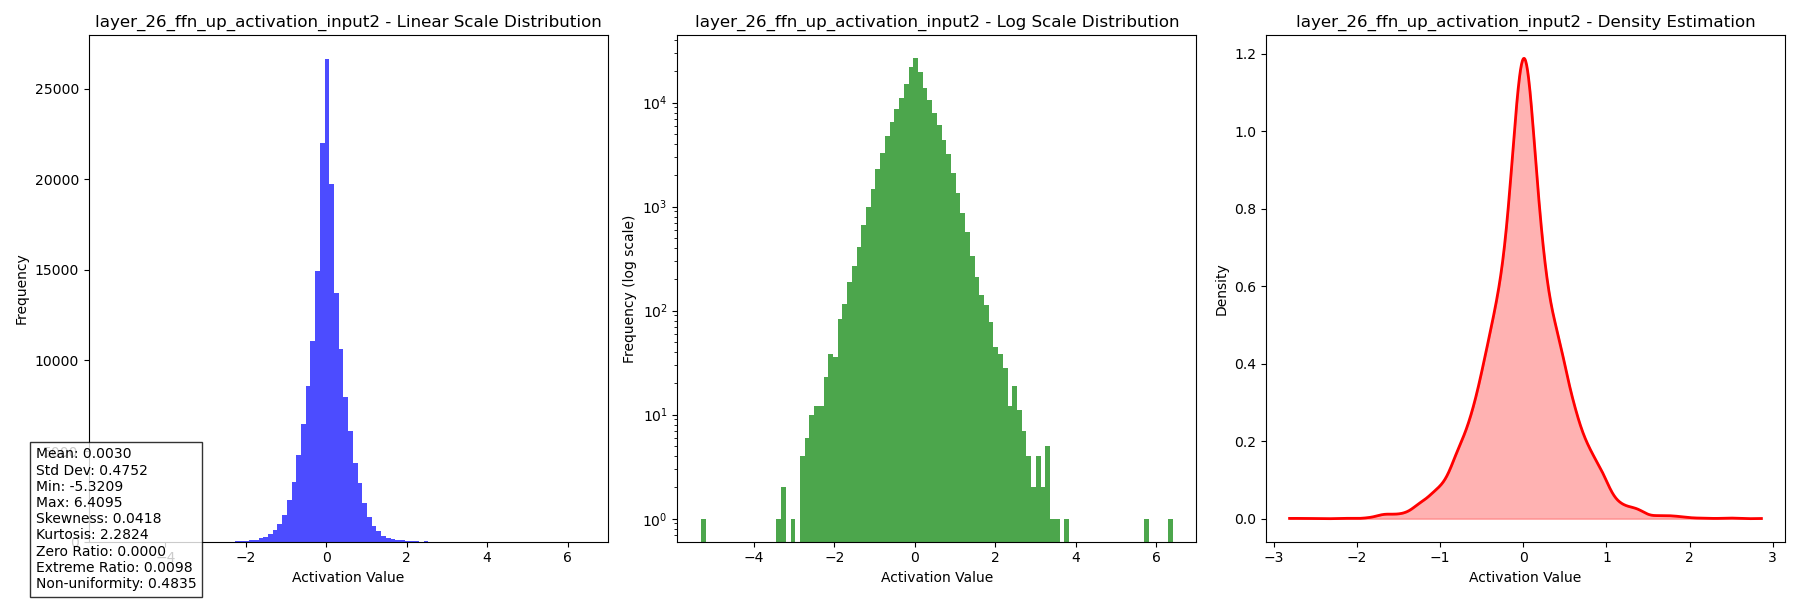 layer_26_ffn_up_activation_input2 - Linear Scale Distribution
25000
20000
15000
10000
Frequency
−2
0
2
4
6
Activation Value
Mean: 0.0030
Std Dev: 0.4752
Min: -5.3209
Max: 6.4095
Skewness: 0.0418
Kurtosis: 2.2824
Zero Ratio: 0.0000
Extreme Ratio: 0.0098
Non-uniformity: 0.4835
layer_26_ffn_up_activation_input2 - Log Scale Distribution
10^4
10^3
10^2
10^1
10^0
Frequency (log scale)
−4
−2
0
2
4
6
Activation Value
layer_26_ffn_up_activation_input2 - Density Estimation
1.2
1.0
0.8
0.6
0.4
0.2
0.0
Density
−3
−2
−1
0
1
2
3
Activation Value